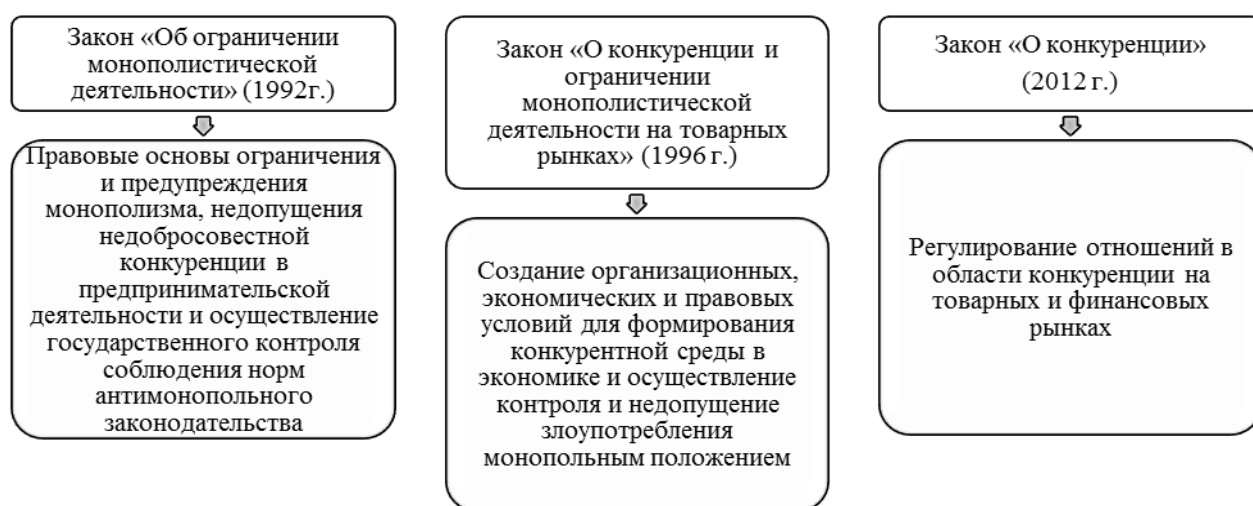 Закон «Об ограничении
монополистической
деятельности» (1992г.)
Правовые основы ограничения
и предупреждения
монополизма, недопущения
недобросовестной
конкуренции в
предпринимательской
деятельности и осуществление
государственного контроля
соблюдения норм
антимонопольного
законодательства
Закон «О конкуренции и
ограничении
монополистической
деятельности на товарных
рынках» (1996 г.)
Создание организационных,
экономических и правовых
условий для формирования
конкурентной среды в
экономике и осуществление
контроля и недопущение
злоупотребления
монопольным положением
Закон «О конкуренции»
(2012 г.)
Регулирование отношений в
области конкуренции на
товарных и финансовых
рынках